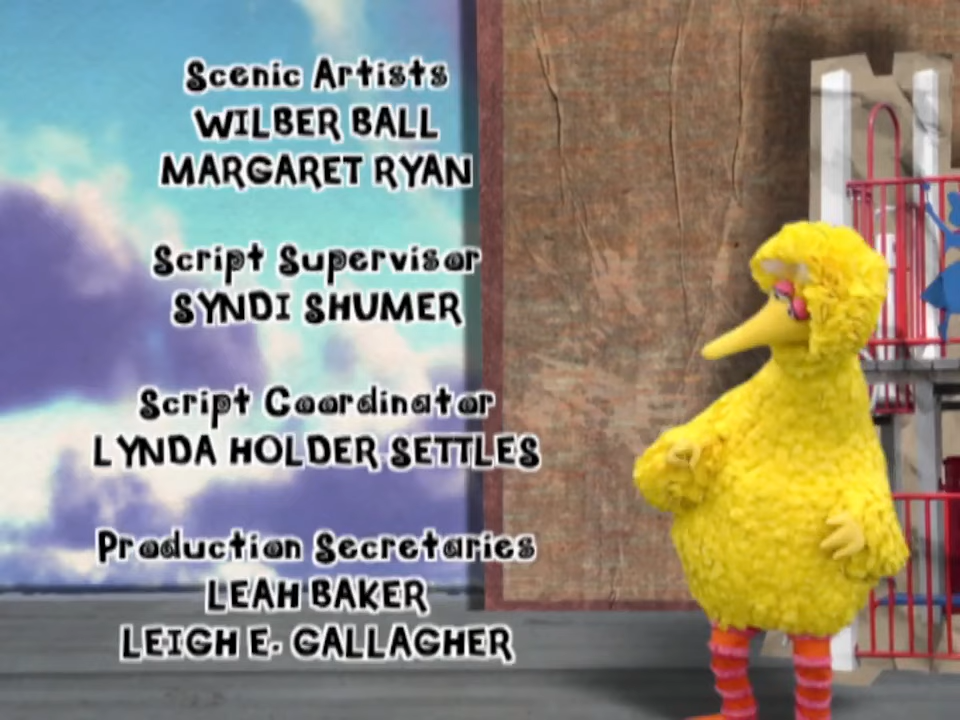 Scenic Artists
WILBER BALL
MARGARET RYAN
Script Supervisor
SYNDI SHUMER
Script Coordinator
LYNDA HOLDER SETTLES
Production Secretaries
LEAH BAKER
LEIGH E. GALLAGHER